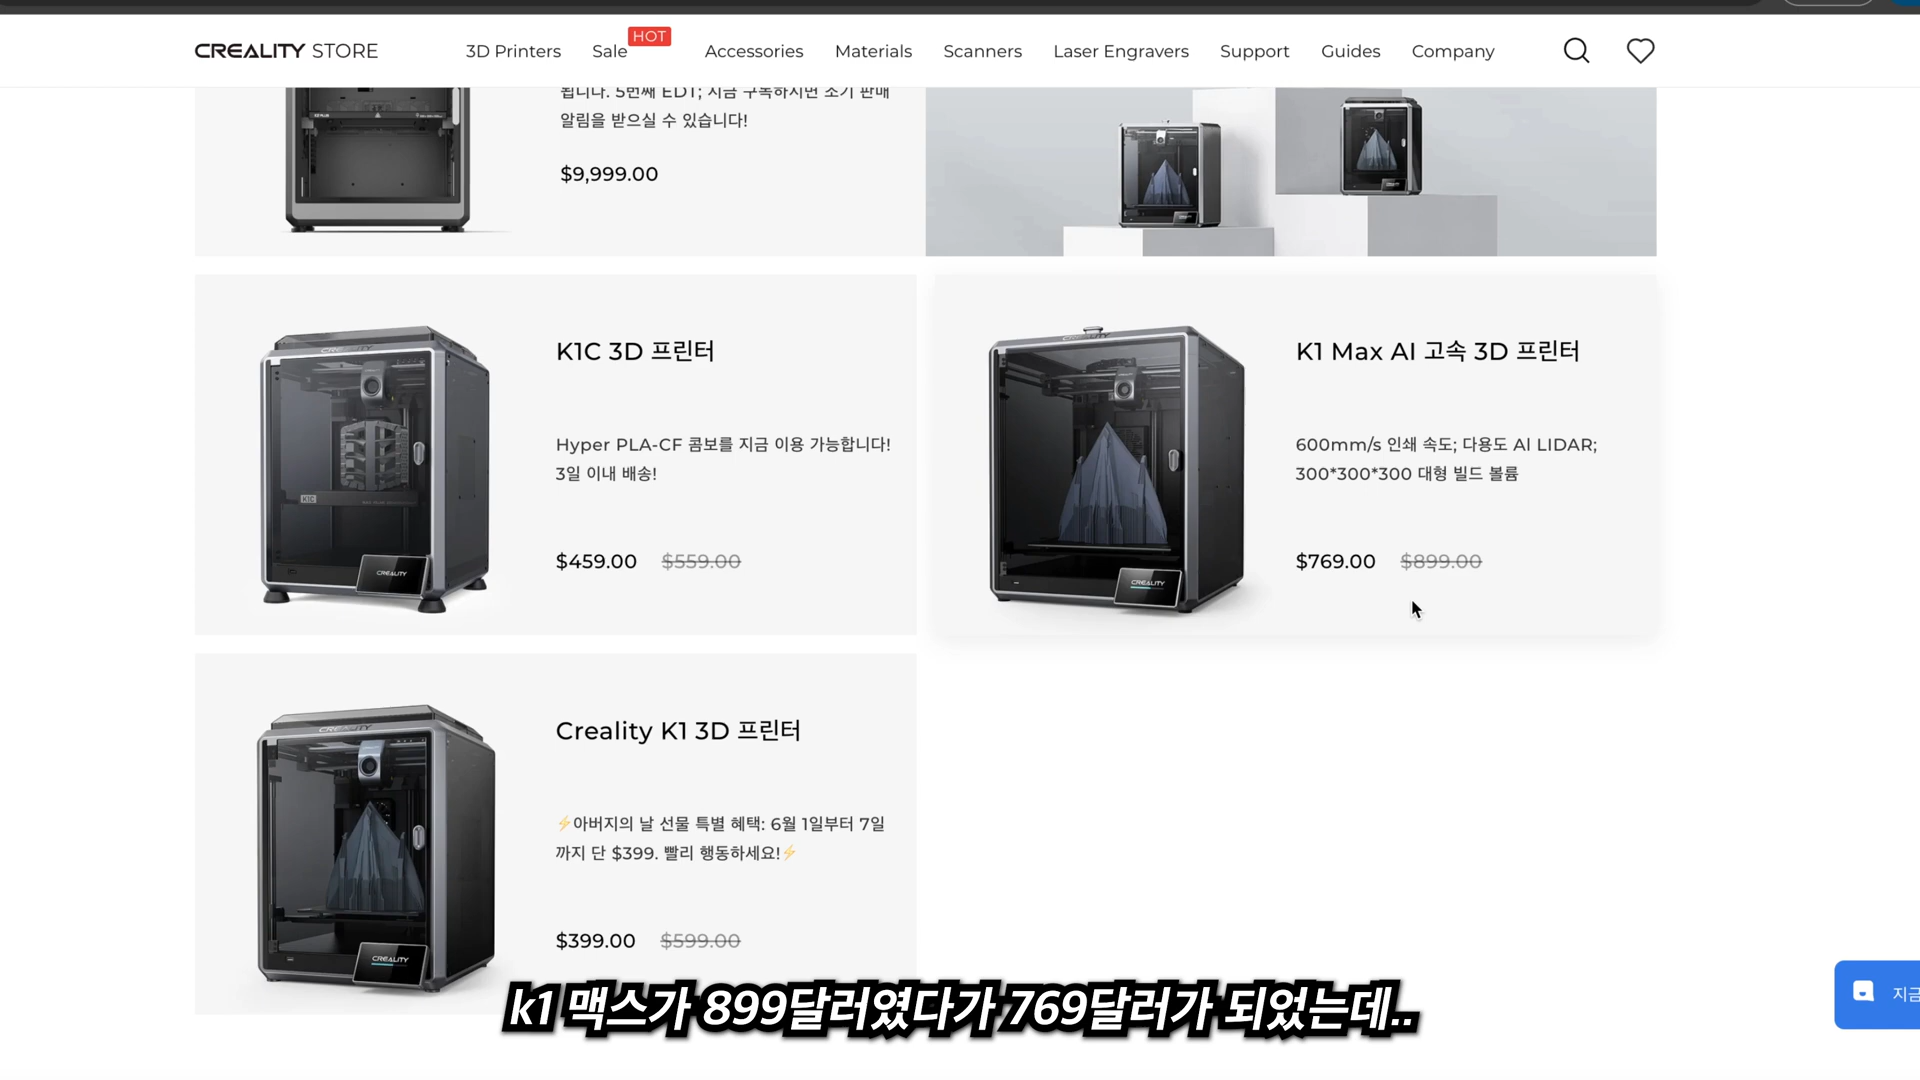 CREALITY STORE
3D Printers
Sale
HOT
Accessories
Materials
Scanners
Laser Engravers
Support
Guides
Company
됩니다. 5번째 EDT; 지금 구독하시면 조기 판매
알림을 받으실 수 있습니다!
$9,999.00
K1C 3D 프린터
Hyper PLA-CF 콤보를 지금 이용 가능합니다!
3일 이내 배송!
$459.00 $559.00
CREALITY
K1C
K1 Max AI 고속 3D 프린터
600mm/s 인쇄 속도; 다용도 AI LIDAR;
300*300*300 대형 빌드 볼륨
$769.00 $899.00
CREALITY
Creality K1 3D 프린터
⚡아버지의 날 선물 특별 혜택: 6월 1일부터 7일
까지 단 $399. 빨리 행동하세요!⚡
$399.00 $599.00
CREALITY
지금
k1 맥스가 899달러였다가 769달러가 되었는데..